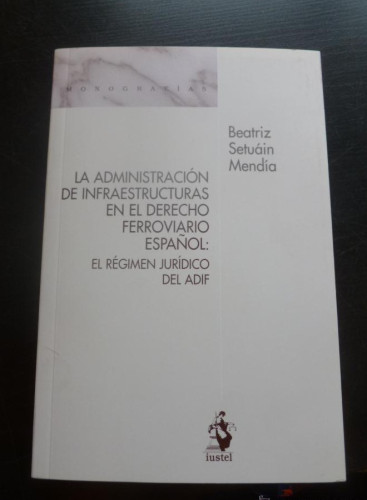 MONOGRAFÍAS
Beatriz
Setuáin
Mendía
LA ADMINISTRACIÓN
DE INFRAESTRUCTURAS
EN EL DERECHO
FERROVIARIO
ESPAÑOL:
EL RÉGIMEN JURÍDICO
DEL ADIF
iustel